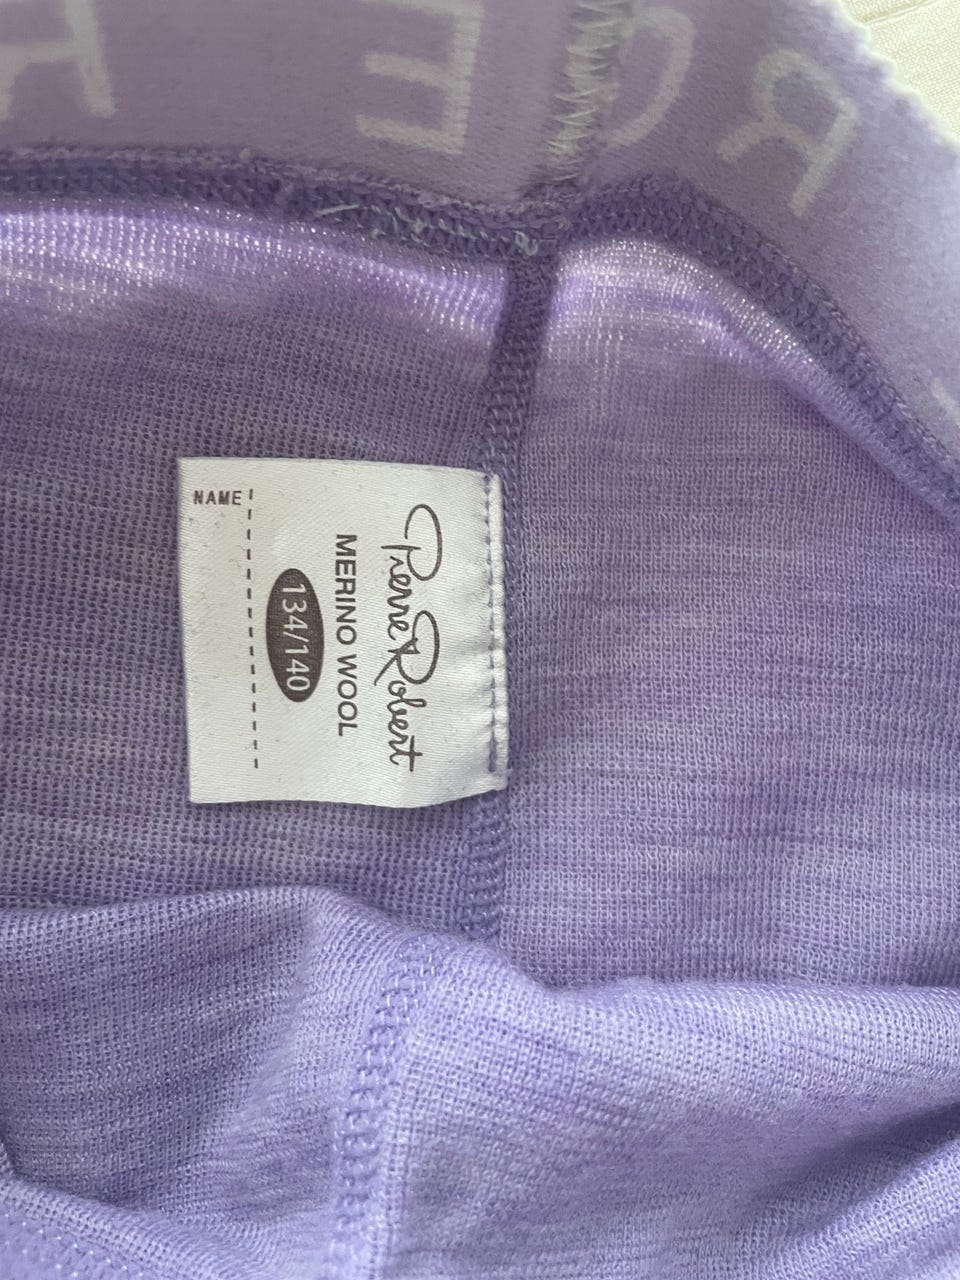 Pierre Robert
MERINO WOOL
134/140
NAME